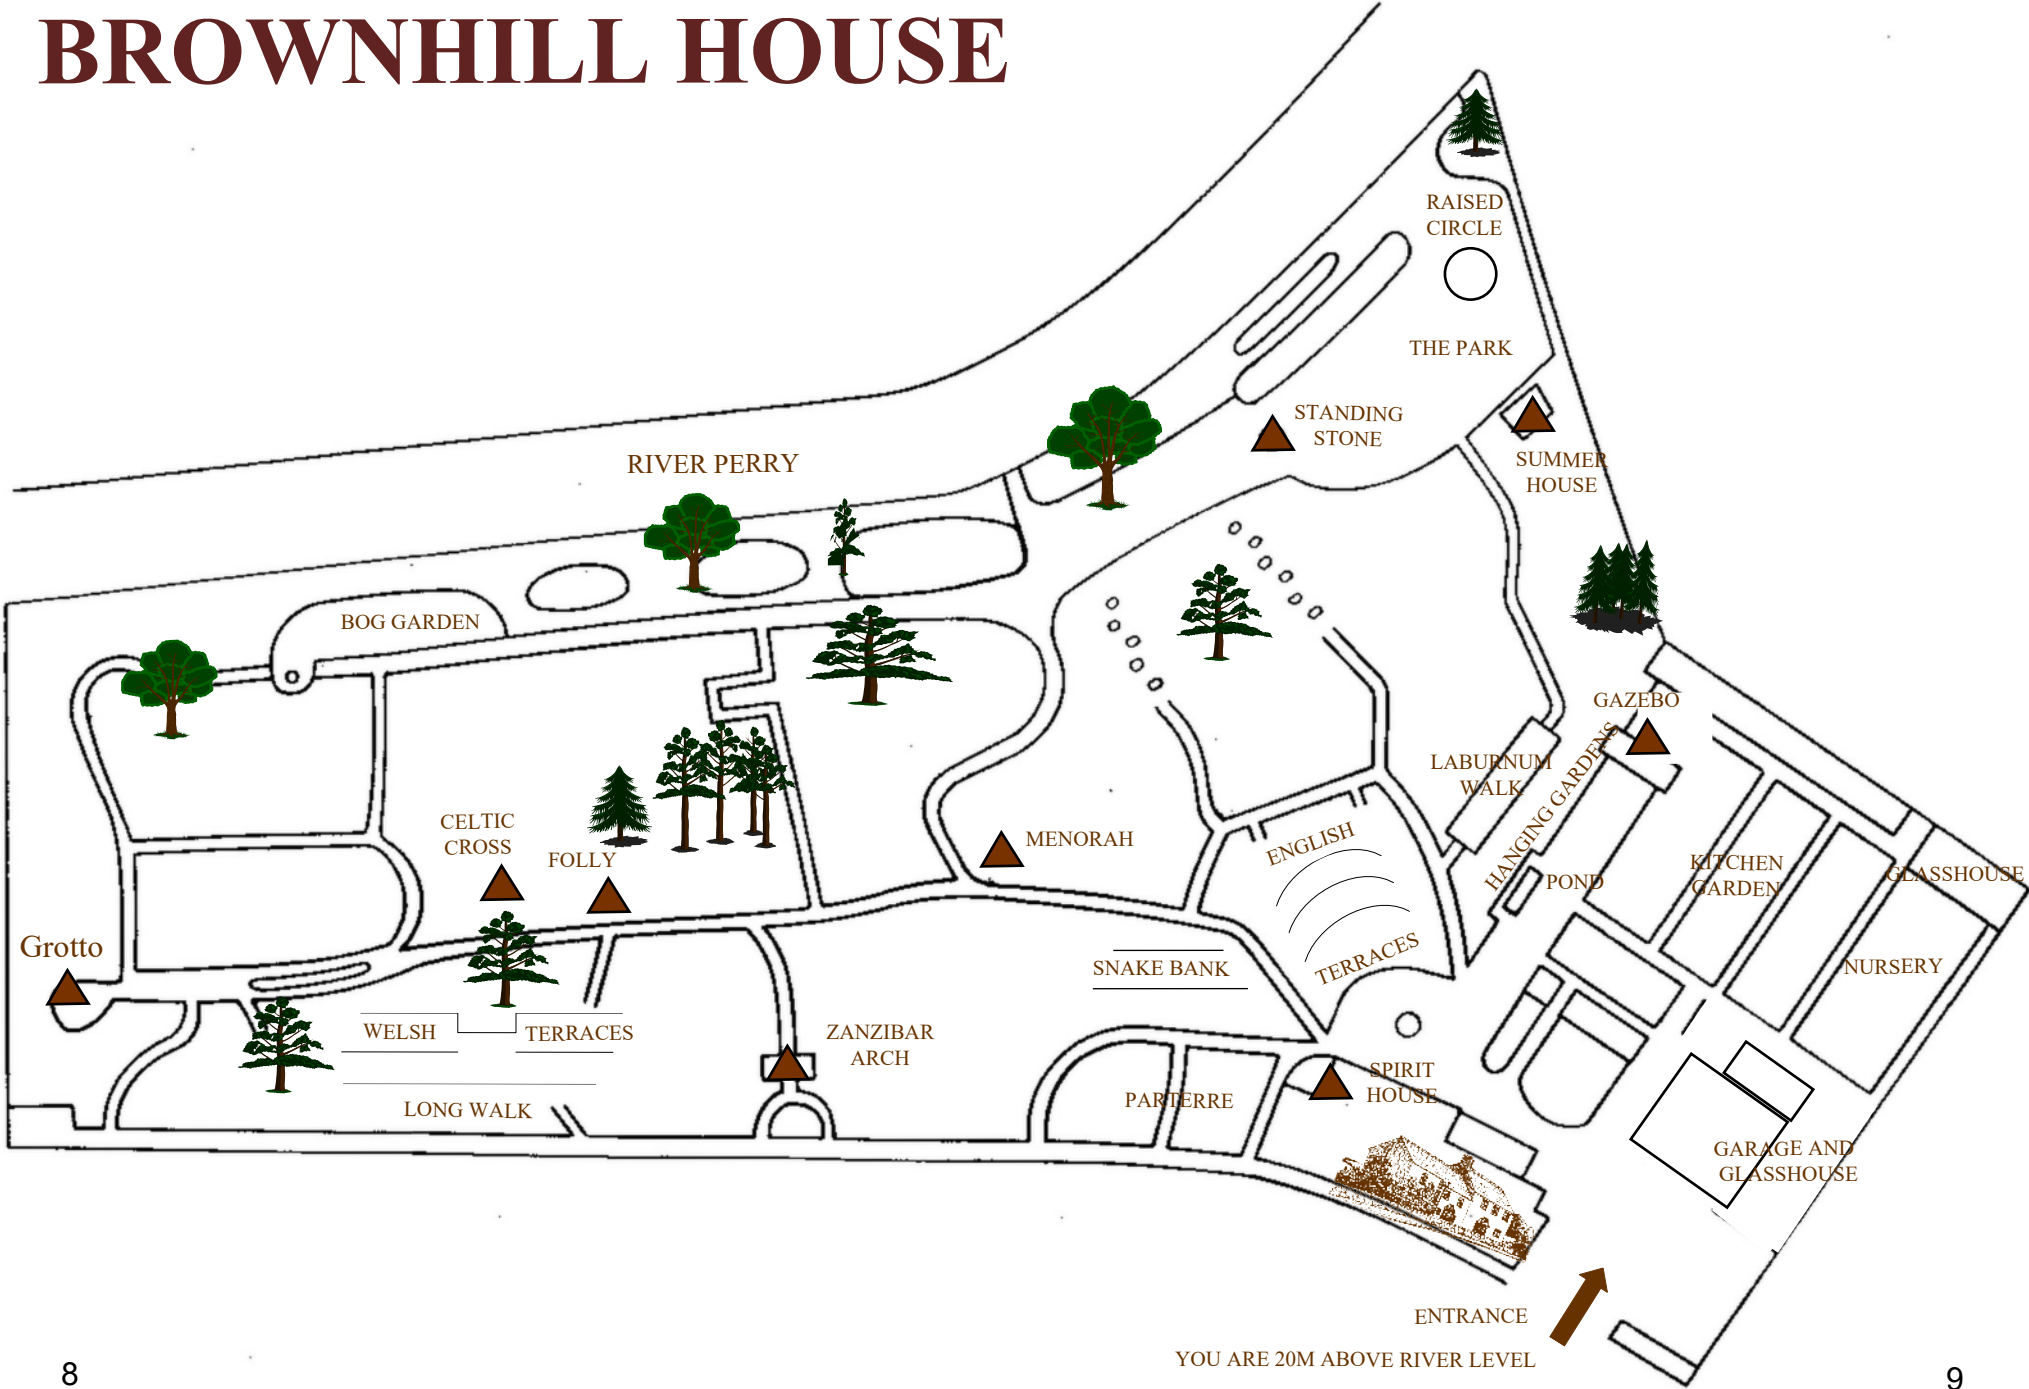 BROWNHILL HOUSE
RAISED
CIRCLE
THE PARK
STANDING
STONE
SUMMER
HOUSE
RIVER PERRY
BOG GARDEN
GAZEBO
LABURNUM
WALK
HANGING GARDENS
CELTIC
CROSS
FOLLY
MENORAH
ENGLISH
TERRACES
POND
KITCHEN
GARDEN
GLASSHOUSE
Grotto
SNAKE BANK
NURSERY
WELSH
TERRACES
ZANZIBAR
ARCH
SPIRIT
HOUSE
LONG WALK
PARTERRE
GARAGE AND
GLASSHOUSE
ENTRANCE
YOU ARE 20M ABOVE RIVER LEVEL
8
9